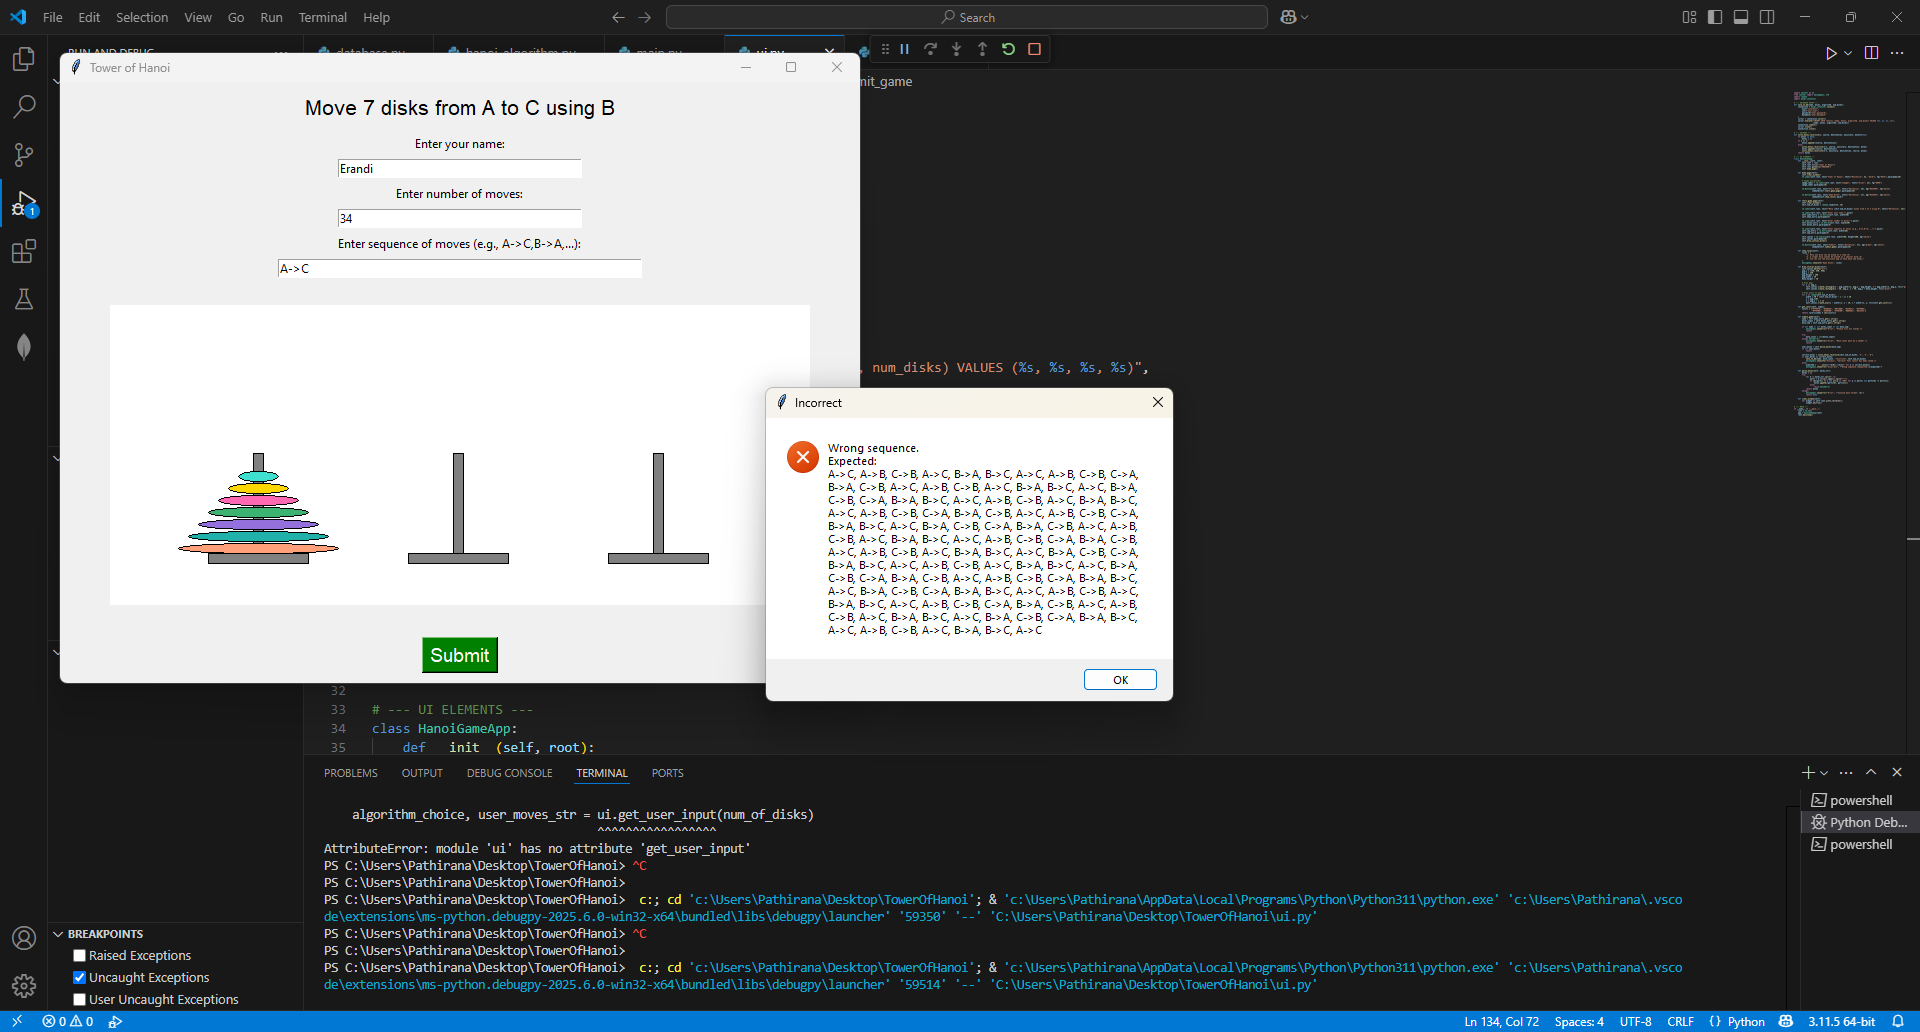 File Edit Selection View Go Run Terminal Help
Search
Tower of Hanoi
Move 7 disks from A to C using B
Enter your name:
Erandi
Enter number of moves:
34
Enter sequence of moves (e.g., A->C,B->A,...):
A->C
Submit
nit_game
, num_disks) VALUES (%s, %s, %s, %s)",
Incorrect
Wrong sequence.
Expected:
A->C, A->B, C->B, A->C, B->A, B->C, A->C, A->B, C->B, C->A,
B->A, C->B, A->C, A->B, C->B, A->C, B->A, B->C, A->C, B->A,
C->B, C->A, B->A, B->C, A->C, A->B, C->B, A->C, B->A, B->C,
A->C, A->B, C->B, C->A, B->A, C->B, A->C, A->B, C->B, C->A,
B->A, B->C, A->C, B->A, C->B, C->A, B->A, C->B, A->C, A->B,
C->B, A->C, B->A, B->C, A->C, A->B, C->B, C->A, B->A, C->B,
A->C, A->B, C->B, A->C, B->A, B->C, A->C, B->A, C->B, C->A,
B->A, B->C, A->C, A->B, C->B, A->C, B->A, B->C, A->C, B->A,
C->B, C->A, B->A, C->B, A->C, A->B, C->B, C->A, B->A, B->C,
A->C, B->A, C->B, C->A, B->A, B->C, A->C, A->B, C->B, A->C,
B->A, B->C, A->C, A->B, C->B, C->A, B->A, C->B, A->C, A->B,
C->B, A->C, B->A, B->C, A->C, B->A, C->B, C->A, B->A, B->C,
A->C, A->B, C->B, A->C, B->A, B->C, A->C
OK
32
33 # --- UI ELEMENTS ---
34 class HanoiGameApp:
35 def __init__(self, root):
PROBLEMS OUTPUT DEBUG CONSOLE TERMINAL PORTS
algorithm_choice, user_moves_str = ui.get_user_input(num_of_disks)
^^^^^^^^^^^^^^^^^
AttributeError: module 'ui' has no attribute 'get_user_input'
PS C:\Users\Pathirana\Desktop\TowerOfHanoi> ^C
PS C:\Users\Pathirana\Desktop\TowerOfHanoi>
PS C:\Users\Pathirana\Desktop\TowerOfHanoi> c:; cd 'c:\Users\Pathirana\Desktop\TowerOfHanoi'; & 'c:\Users\Pathirana\AppData\Local\Programs\Python\Python311\python.exe' 'c:\Users\Pathirana\.vsco
de\extensions\ms-python.debugpy-2025.6.0-win32-x64\bundled\libs\debugpy\launcher' '59350' '--' 'C:\Users\Pathirana\Desktop\TowerOfHanoi\ui.py'
PS C:\Users\Pathirana\Desktop\TowerOfHanoi> ^C
PS C:\Users\Pathirana\Desktop\TowerOfHanoi>
PS C:\Users\Pathirana\Desktop\TowerOfHanoi> c:; cd 'c:\Users\Pathirana\Desktop\TowerOfHanoi'; & 'c:\Users\Pathirana\AppData\Local\Programs\Python\Python311\python.exe' 'c:\Users\Pathirana\.vsco
de\extensions\ms-python.debugpy-2025.6.0-win32-x64\bundled\libs\debugpy\launcher' '59514' '--' 'C:\Users\Pathirana\Desktop\TowerOfHanoi\ui.py'
powershell
Python Deb...
powershell
1
BREAKPOINTS
Raised Exceptions
Uncaught Exceptions
User Uncaught Exceptions
0 0
Ln 134, Col 72 Spaces: 4 UTF-8 CRLF {} Python 3.11.5 64-bit